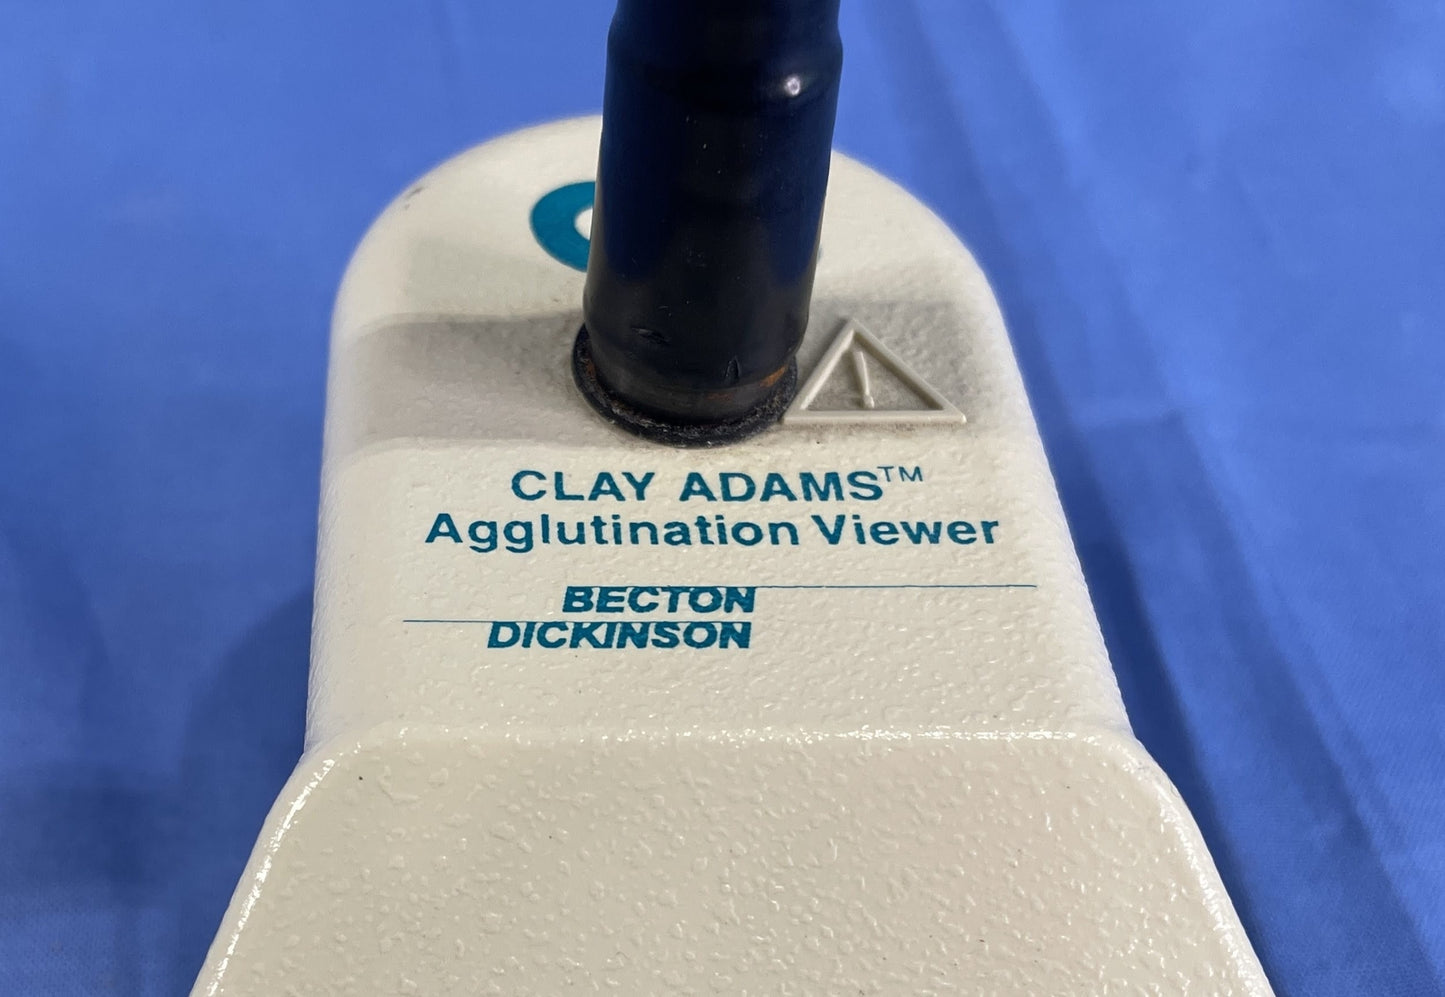 CLAY ADAMS™
Agglutination Viewer
BECTON
DICKINSON